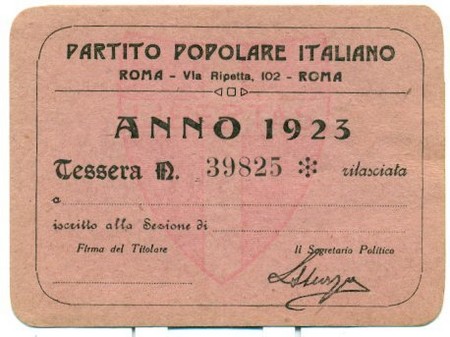 PARTITO POPOLARE ITALIANO
ROMA - Via Ripetta, 102 - ROMA
ANNO 1923
Tessera N. 39825 * rilasciata
a
iscritto alla Sezione di
Firma del Titolare
Il Segretario Politico
LSturzo